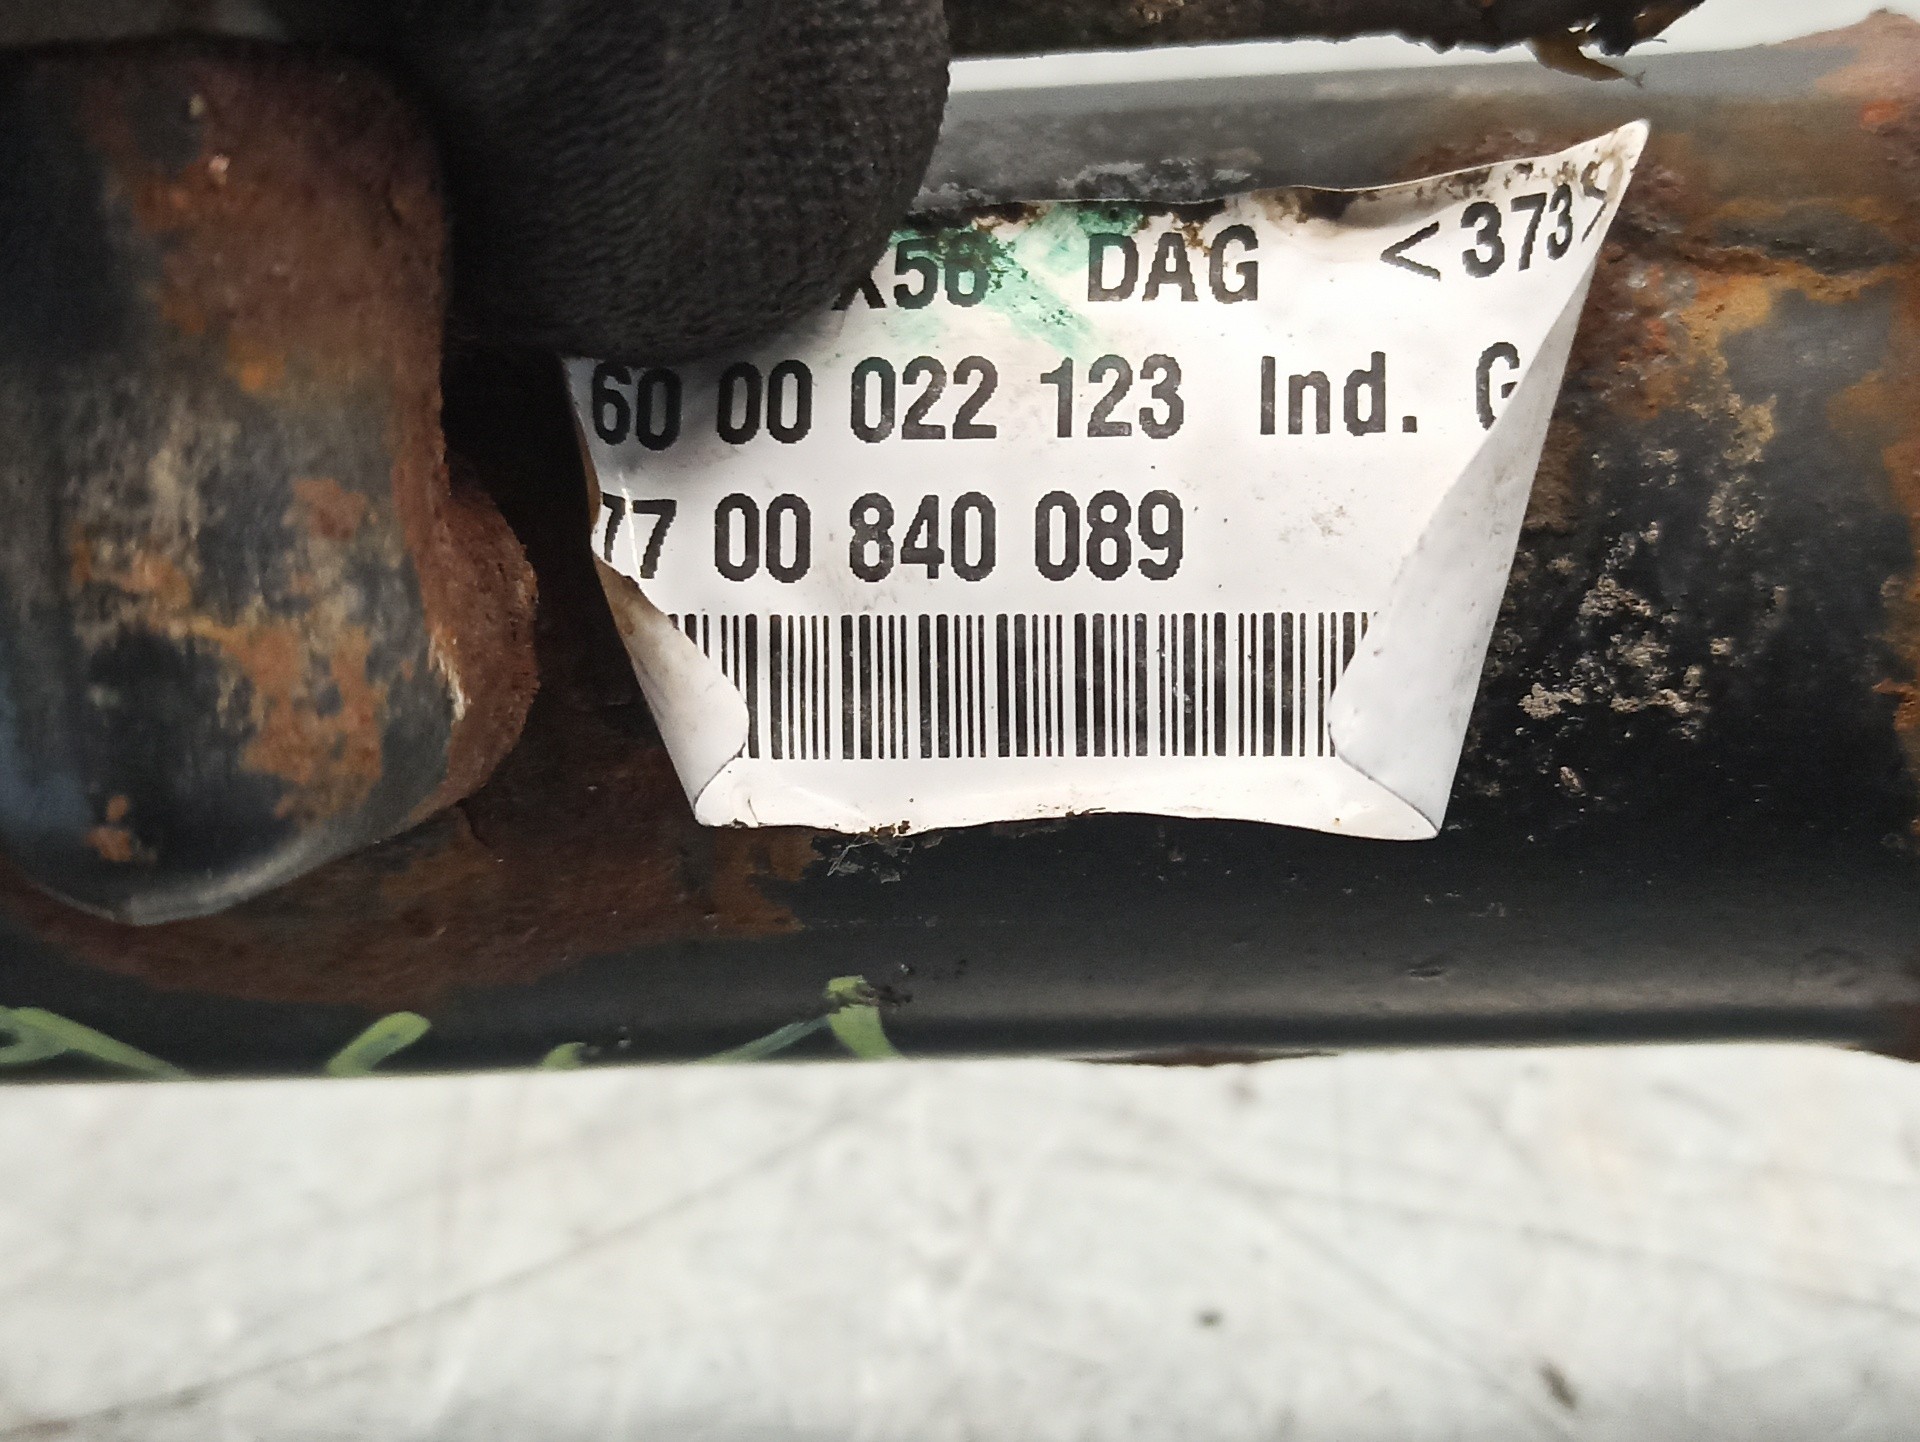 X56 DAG <373>
60 00 022 123 Ind. G
77 00 840 089